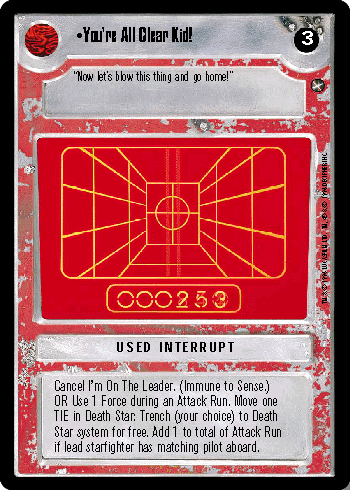 •You're All Clear Kid!
3
"Now let's blow this thing and go home!"
000253
USED INTERRUPT
Cancel I'm On The Leader. (Immune to Sense.)
OR Use 1 Force during an Attack Run. Move one
TIE in Death Star: Trench (your choice) to Death
Star system for free. Add 1 to total of Attack Run
if lead starfighter has matching pilot aboard.